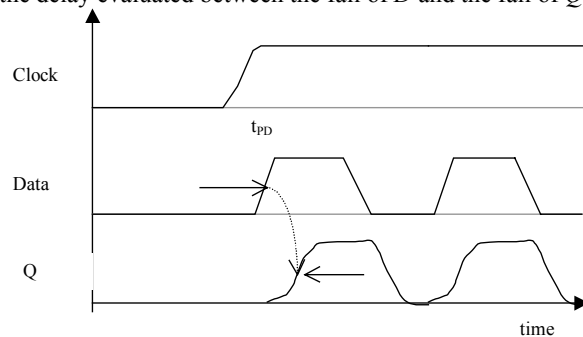 the delay evaluated between the fall of D and the fall of Q
Clock
tPD
Data
Q
time